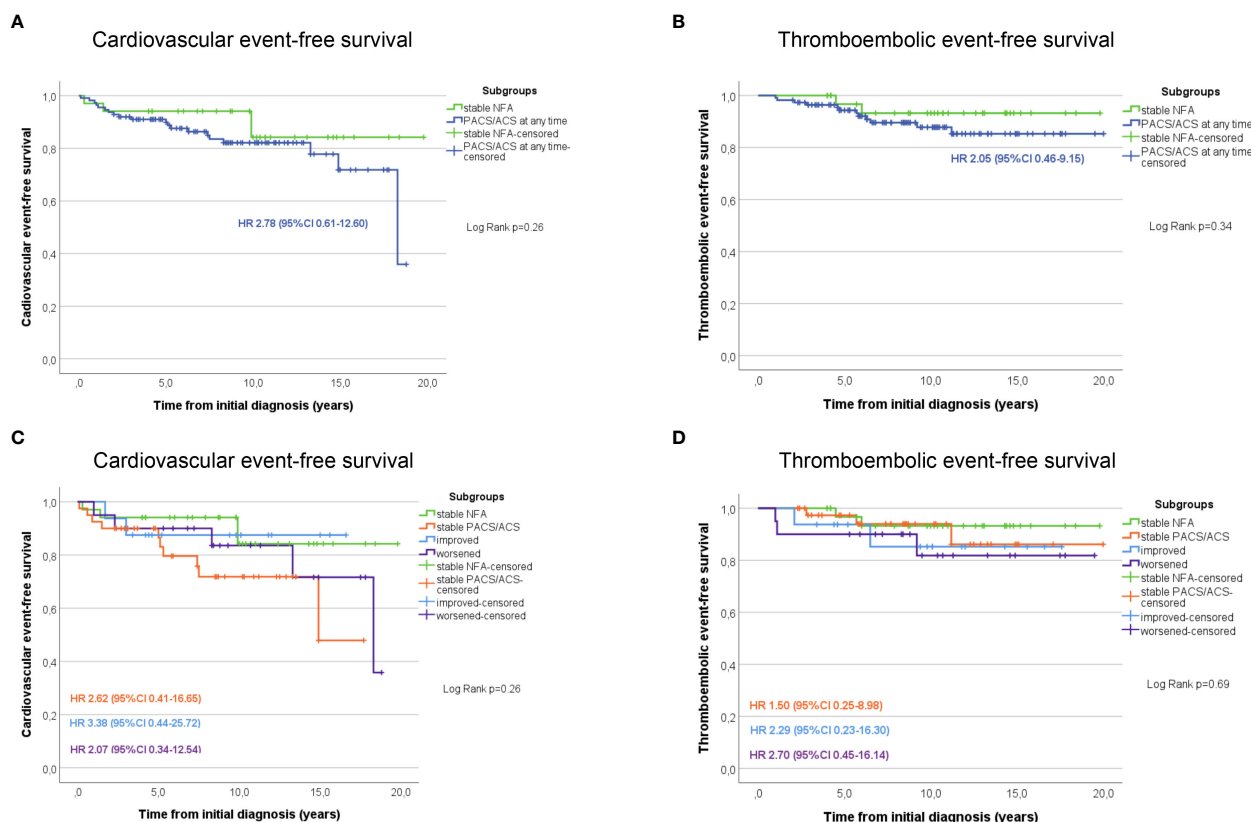 A
Cardiovascular event-free survival
Cadiovascular event-free survival
1,0
0,8
0,6
0,4
0,2
0,0
,0
5,0
10,0
15,0
20,0
Time from initial diagnosis (years)
HR 2.78 (95%CI 0.61-12.60)
Subgroups
stable NFA
PACS/ACS at any time
stable NFA-censored
PACS/ACS at any time-
censored
Log Rank p=0.26
B
Thromboembolic event-free survival
Thromboembolic event-free survival
1,0
0,8
0,6
0,4
0,2
0,0
,0
5,0
10,0
15,0
20,0
Time from initial diagnosis (years)
HR 2.05 (95%CI 0.46-9.15)
Subgroups
stable NFA
PACS/ACS at any time
stable NFA-censored
PACS/ACS at any time
censored
Log Rank p=0.34
C
Cardiovascular event-free survival
Cardiovascular event-free survival
1,0
0,8
0,6
0,4
0,2
0,0
,0
5,0
10,0
15,0
20,0
Time from initial diagnosis (years)
HR 2.62 (95%CI 0.41-16.65)
HR 3.38 (95%CI 0.44-25.72)
HR 2.07 (95%CI 0.34-12.54)
Subgroups
stable NFA
stable PACS/ACS
improved
worsened
stable NFA-censored
stable PACS/ACS-
censored
improved-censored
worsened-censored
Log Rank p=0.26
D
Thromboembolic event-free survival
Thromboembolic event-free survival
1,0
0,8
0,6
0,4
0,2
0,0
,0
5,0
10,0
15,0
20,0
Time from initial diagnosis (years)
HR 1.50 (95%CI 0.25-8.98)
HR 2.29 (95%CI 0.23-16.30)
HR 2.70 (95%CI 0.45-16.14)
Subgroups
stable NFA
stable PACS/ACS
improved
worsened
stable NFA-censored
stable PACS/ACS-
censored
improved-censored
worsened-censored
Log Rank p=0.69